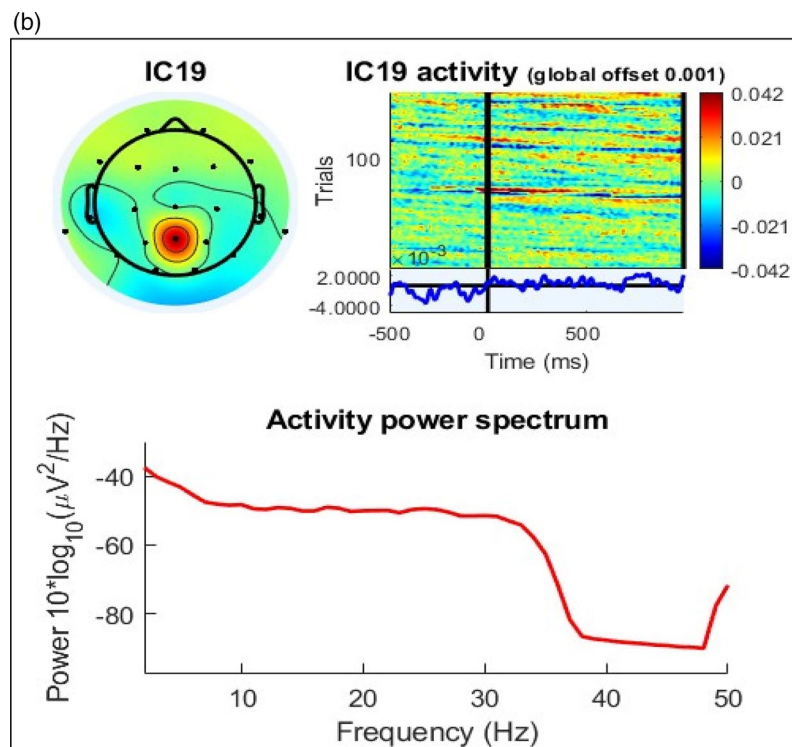 (b)
IC19
IC19 activity (global offset 0.001)
Trials
100
× 10⁻³
0.042
0.021
0
-0.021
-0.042
2.0000
-4.0000
-500
0
500
Time (ms)
Activity power spectrum
Power 10*log₁₀(μV²/Hz)
-40
-60
-80
10
20
30
40
50
Frequency (Hz)